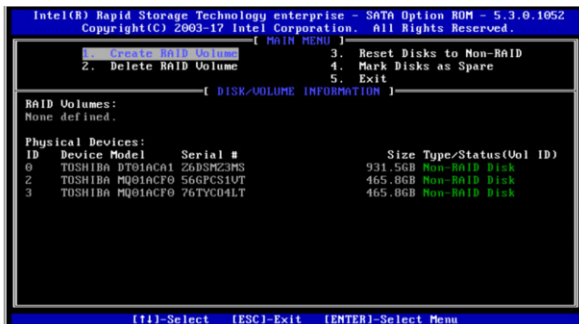 Intel(R) Rapid Storage Technology enterprise - SATA Option ROM - 5.3.0.1052
Copyright(C) 2003-17 Intel Corporation. All Rights Reserved.
[ MAIN MENU ]
1. Create RAID Volume 3. Reset Disks to Non-RAID
2. Delete RAID Volume 4. Mark Disks as Spare
5. Exit
[ DISK/VOLUME INFORMATION ]
RAID Volumes:
None defined.
Physical Devices:
ID Device Model Serial # Size Type/Status(Vol ID)
0 TOSHIBA DT01ACA1 Z6DSMZ3MS 931.5GB Non-RAID Disk
2 TOSHIBA MQ01ACF0 56GPCS1VT 465.8GB Non-RAID Disk
3 TOSHIBA MQ01ACF0 76TYCO4LT 465.8GB Non-RAID Disk
[↑↓]-Select [ESC]-Exit [ENTER]-Select Menu